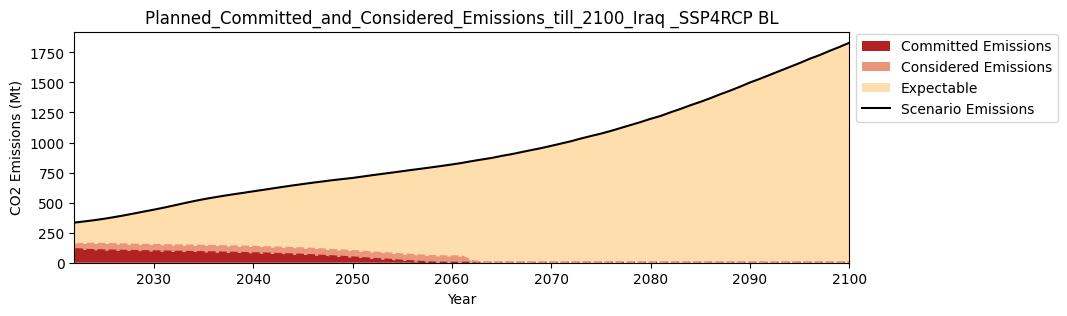 Planned_Committed_and_Considered_Emissions_till_2100_Iraq _SSP4RCP BL
Committed Emissions
Considered Emissions
Expectable
Scenario Emissions
CO2 Emissions (Mt)
1750
1500
1250
1000
750
500
250
0
2030 2040 2050 2060 2070 2080 2090 2100
Year